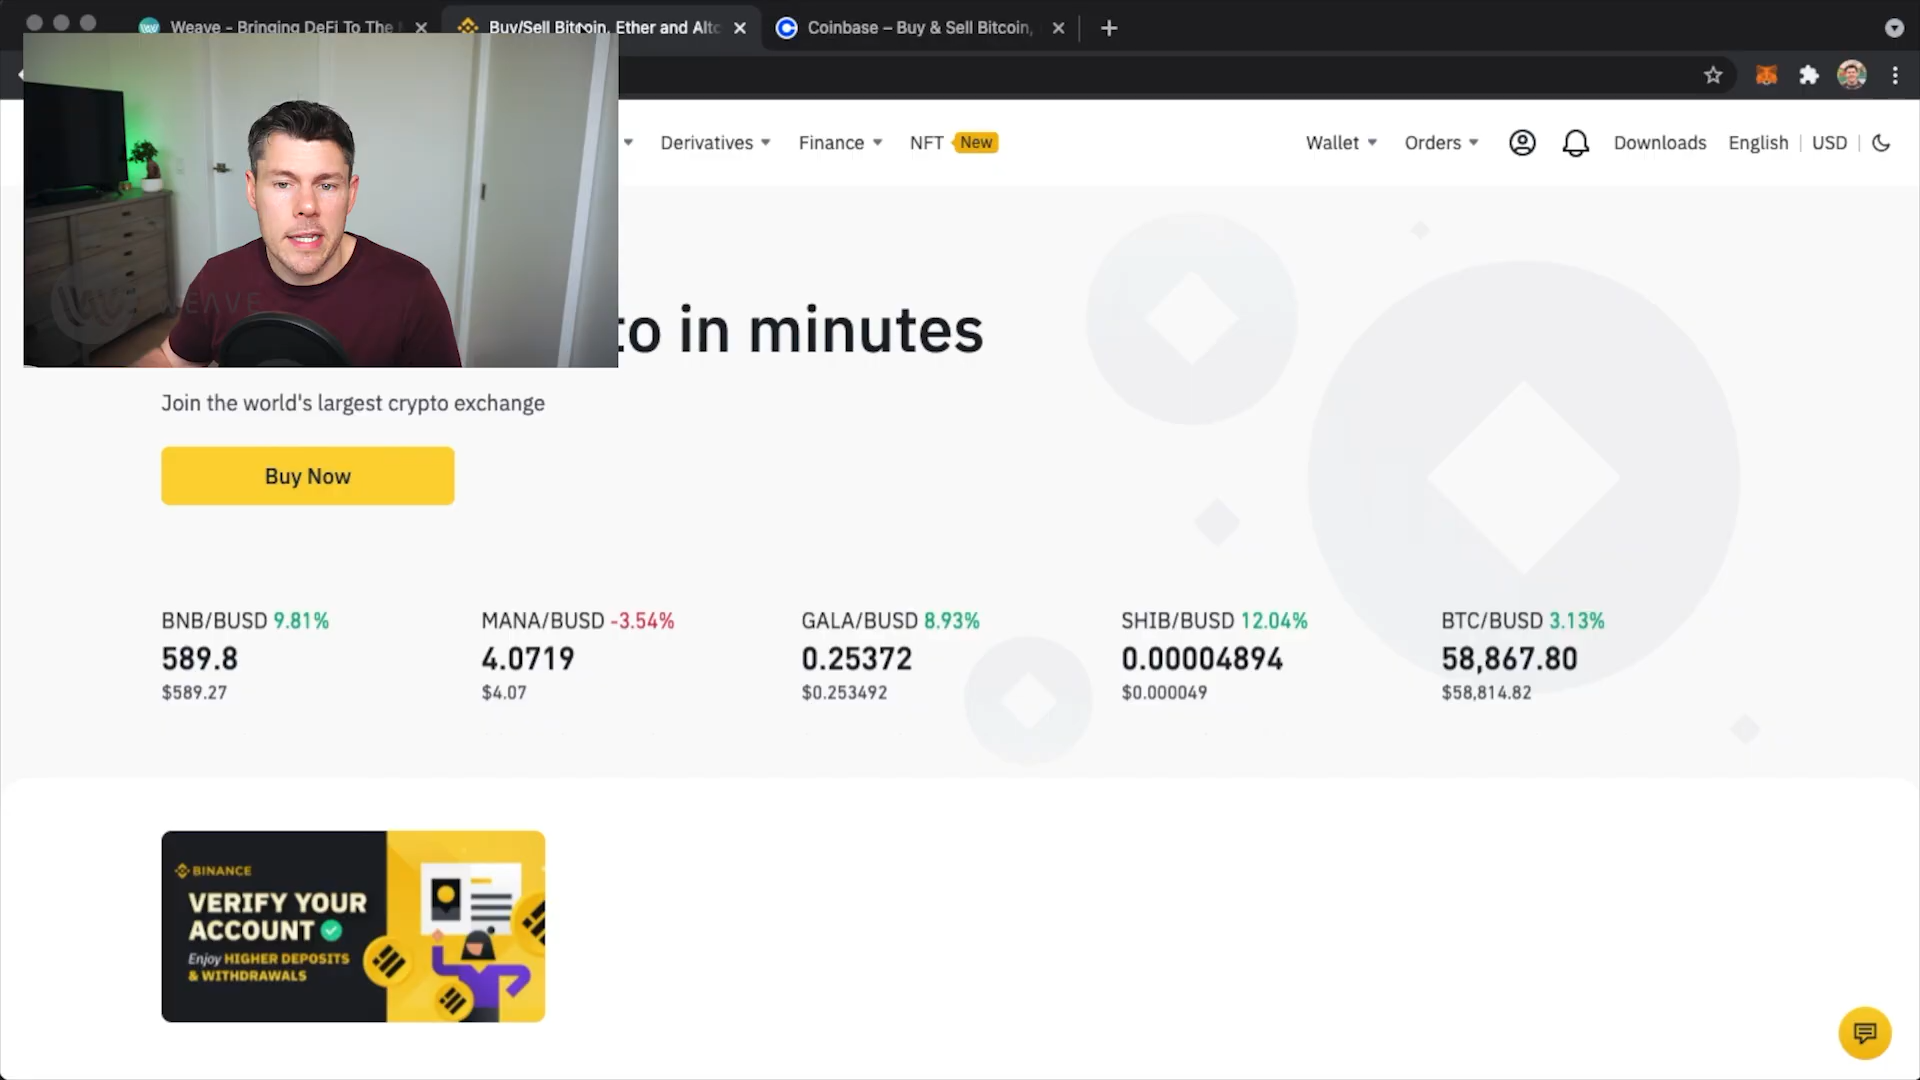 Weave - Bringing DeFi To The
Buy/Sell Bitcoin, Ether and Altc
Coinbase – Buy & Sell Bitcoin,
Derivatives
Finance
NFT New
Wallet
Orders
Downloads
English | USD
WEAVE
to in minutes
Join the world's largest crypto exchange
Buy Now
BNB/BUSD 9.81%
589.8
$589.27
MANA/BUSD -3.54%
4.0719
$4.07
GALA/BUSD 8.93%
0.25372
$0.253492
SHIB/BUSD 12.04%
0.00004894
$0.000049
BTC/BUSD 3.13%
58,867.80
$58,814.82
BINANCE
VERIFY YOUR
ACCOUNT
Enjoy HIGHER DEPOSITS
& WITHDRAWALS